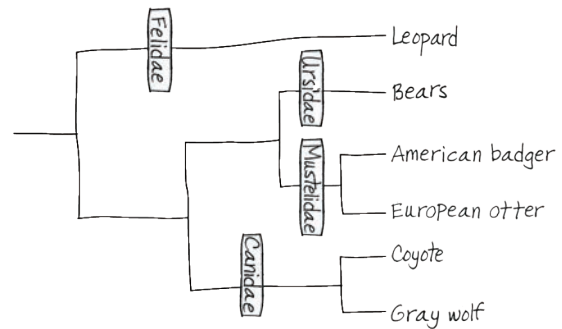 Felidae
Leopard
Ursidae
Bears
Mustelidae
American badger
European otter
Canidae
Coyote
Gray wolf